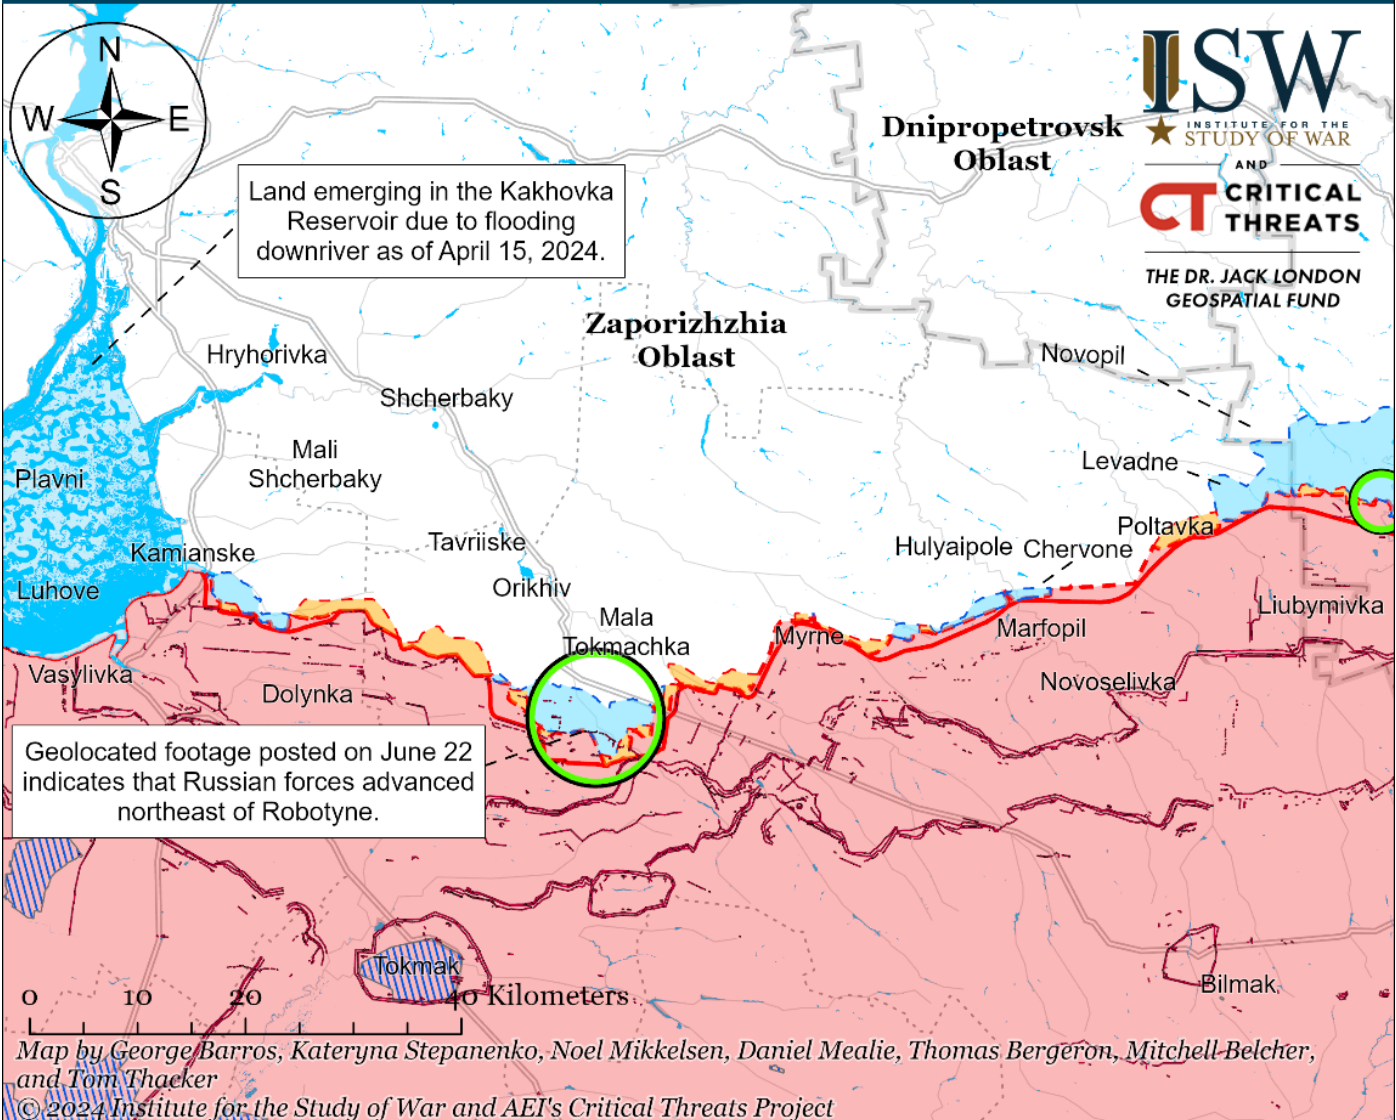 N
W
E
S
ISW
INSTITUTE FOR THE
STUDY OF WAR
AND
CT CRITICAL
THREATS
THE DR. JACK LONDON
GEOSPATIAL FUND
Dnipropetrovsk
Oblast
Land emerging in the Kakhovka
Reservoir due to flooding
downriver as of April 15, 2024.
Zaporizhzhia
Oblast
Hryhorivka
Novopil
Shcherbaky
Mali
Shcherbaky
Levadne
Plavni
Poltavka
Tavriiske
Hulyaipole
Chervone
Kamianske
Luhove
Orikhiv
Mala
Tokmachka
Liubymivka
Myrne
Marfopil
Vasylivka
Dolynka
Novoselivka
Geolocated footage posted on June 22
indicates that Russian forces advanced
northeast of Robotyne.
Tokmak
Bilmak
0 10 20 40 Kilometers
Map by George Barros, Kateryna Stepanenko, Noel Mikkelsen, Daniel Mealie, Thomas Bergeron, Mitchell Belcher,
and Tom Thacker
© 2024 Institute for the Study of War and AEI's Critical Threats Project